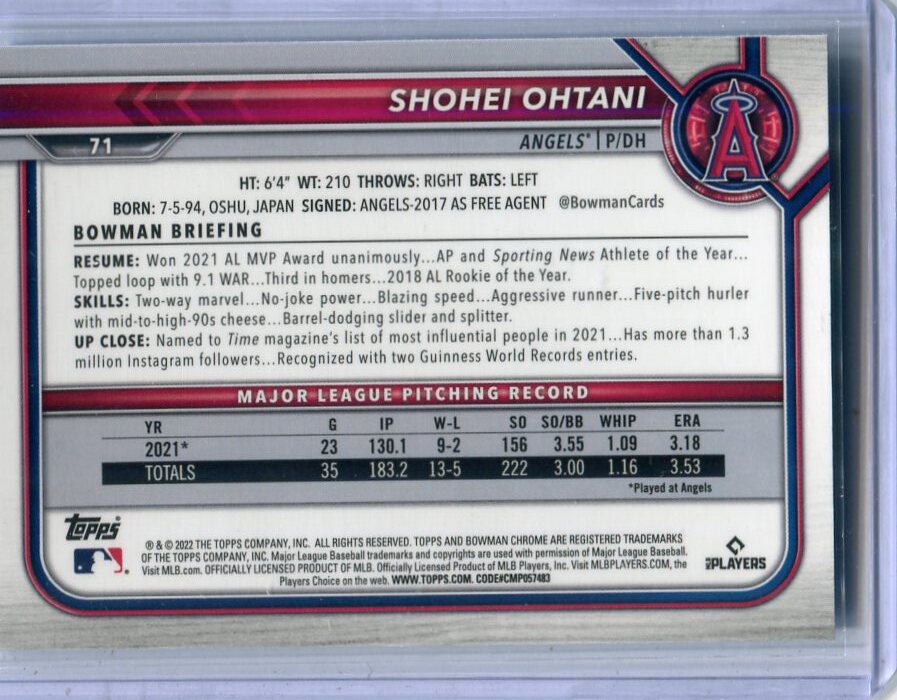 SHOHEI OHTANI
71
ANGELS® | P/DH
A
HT: 6'4" WT: 210 THROWS: RIGHT BATS: LEFT
BORN: 7-5-94, OSHU, JAPAN SIGNED: ANGELS-2017 AS FREE AGENT @BowmanCards
BOWMAN BRIEFING
RESUME: Won 2021 AL MVP Award unanimously...AP and Sporting News Athlete of the Year...
Topped loop with 9.1 WAR...Third in homers...2018 AL Rookie of the Year.
SKILLS: Two-way marvel...No-joke power...Blazing speed...Aggressive runner...Five-pitch hurler
with mid-to-high-90s cheese...Barrel-dodging slider and splitter.
UP CLOSE: Named to Time magazine's list of most influential people in 2021...Has more than 1.3
million Instagram followers...Recognized with two Guinness World Records entries.
MAJOR LEAGUE PITCHING RECORD
YR G IP W-L SO SO/BB WHIP ERA
2021* 23 130.1 9-2 156 3.55 1.09 3.18
TOTALS 35 183.2 13-5 222 3.00 1.16 3.53
*Played at Angels
topps
® & © 2022 THE TOPPS COMPANY, INC. ALL RIGHTS RESERVED. TOPPS AND BOWMAN CHROME ARE REGISTERED TRADEMARKS
OF THE TOPPS COMPANY, INC. Major League Baseball trademarks and copyrights are used with permission of Major League Baseball.
Visit MLB.com. OFFICIALLY LICENSED PRODUCT OF MLB. Officially Licensed Product of MLB Players, Inc. Visit MLBPLAYERS.COM, the
Players Choice on the web. WWW.TOPPS.COM. CODE#CMP057483
MLB PLAYERS